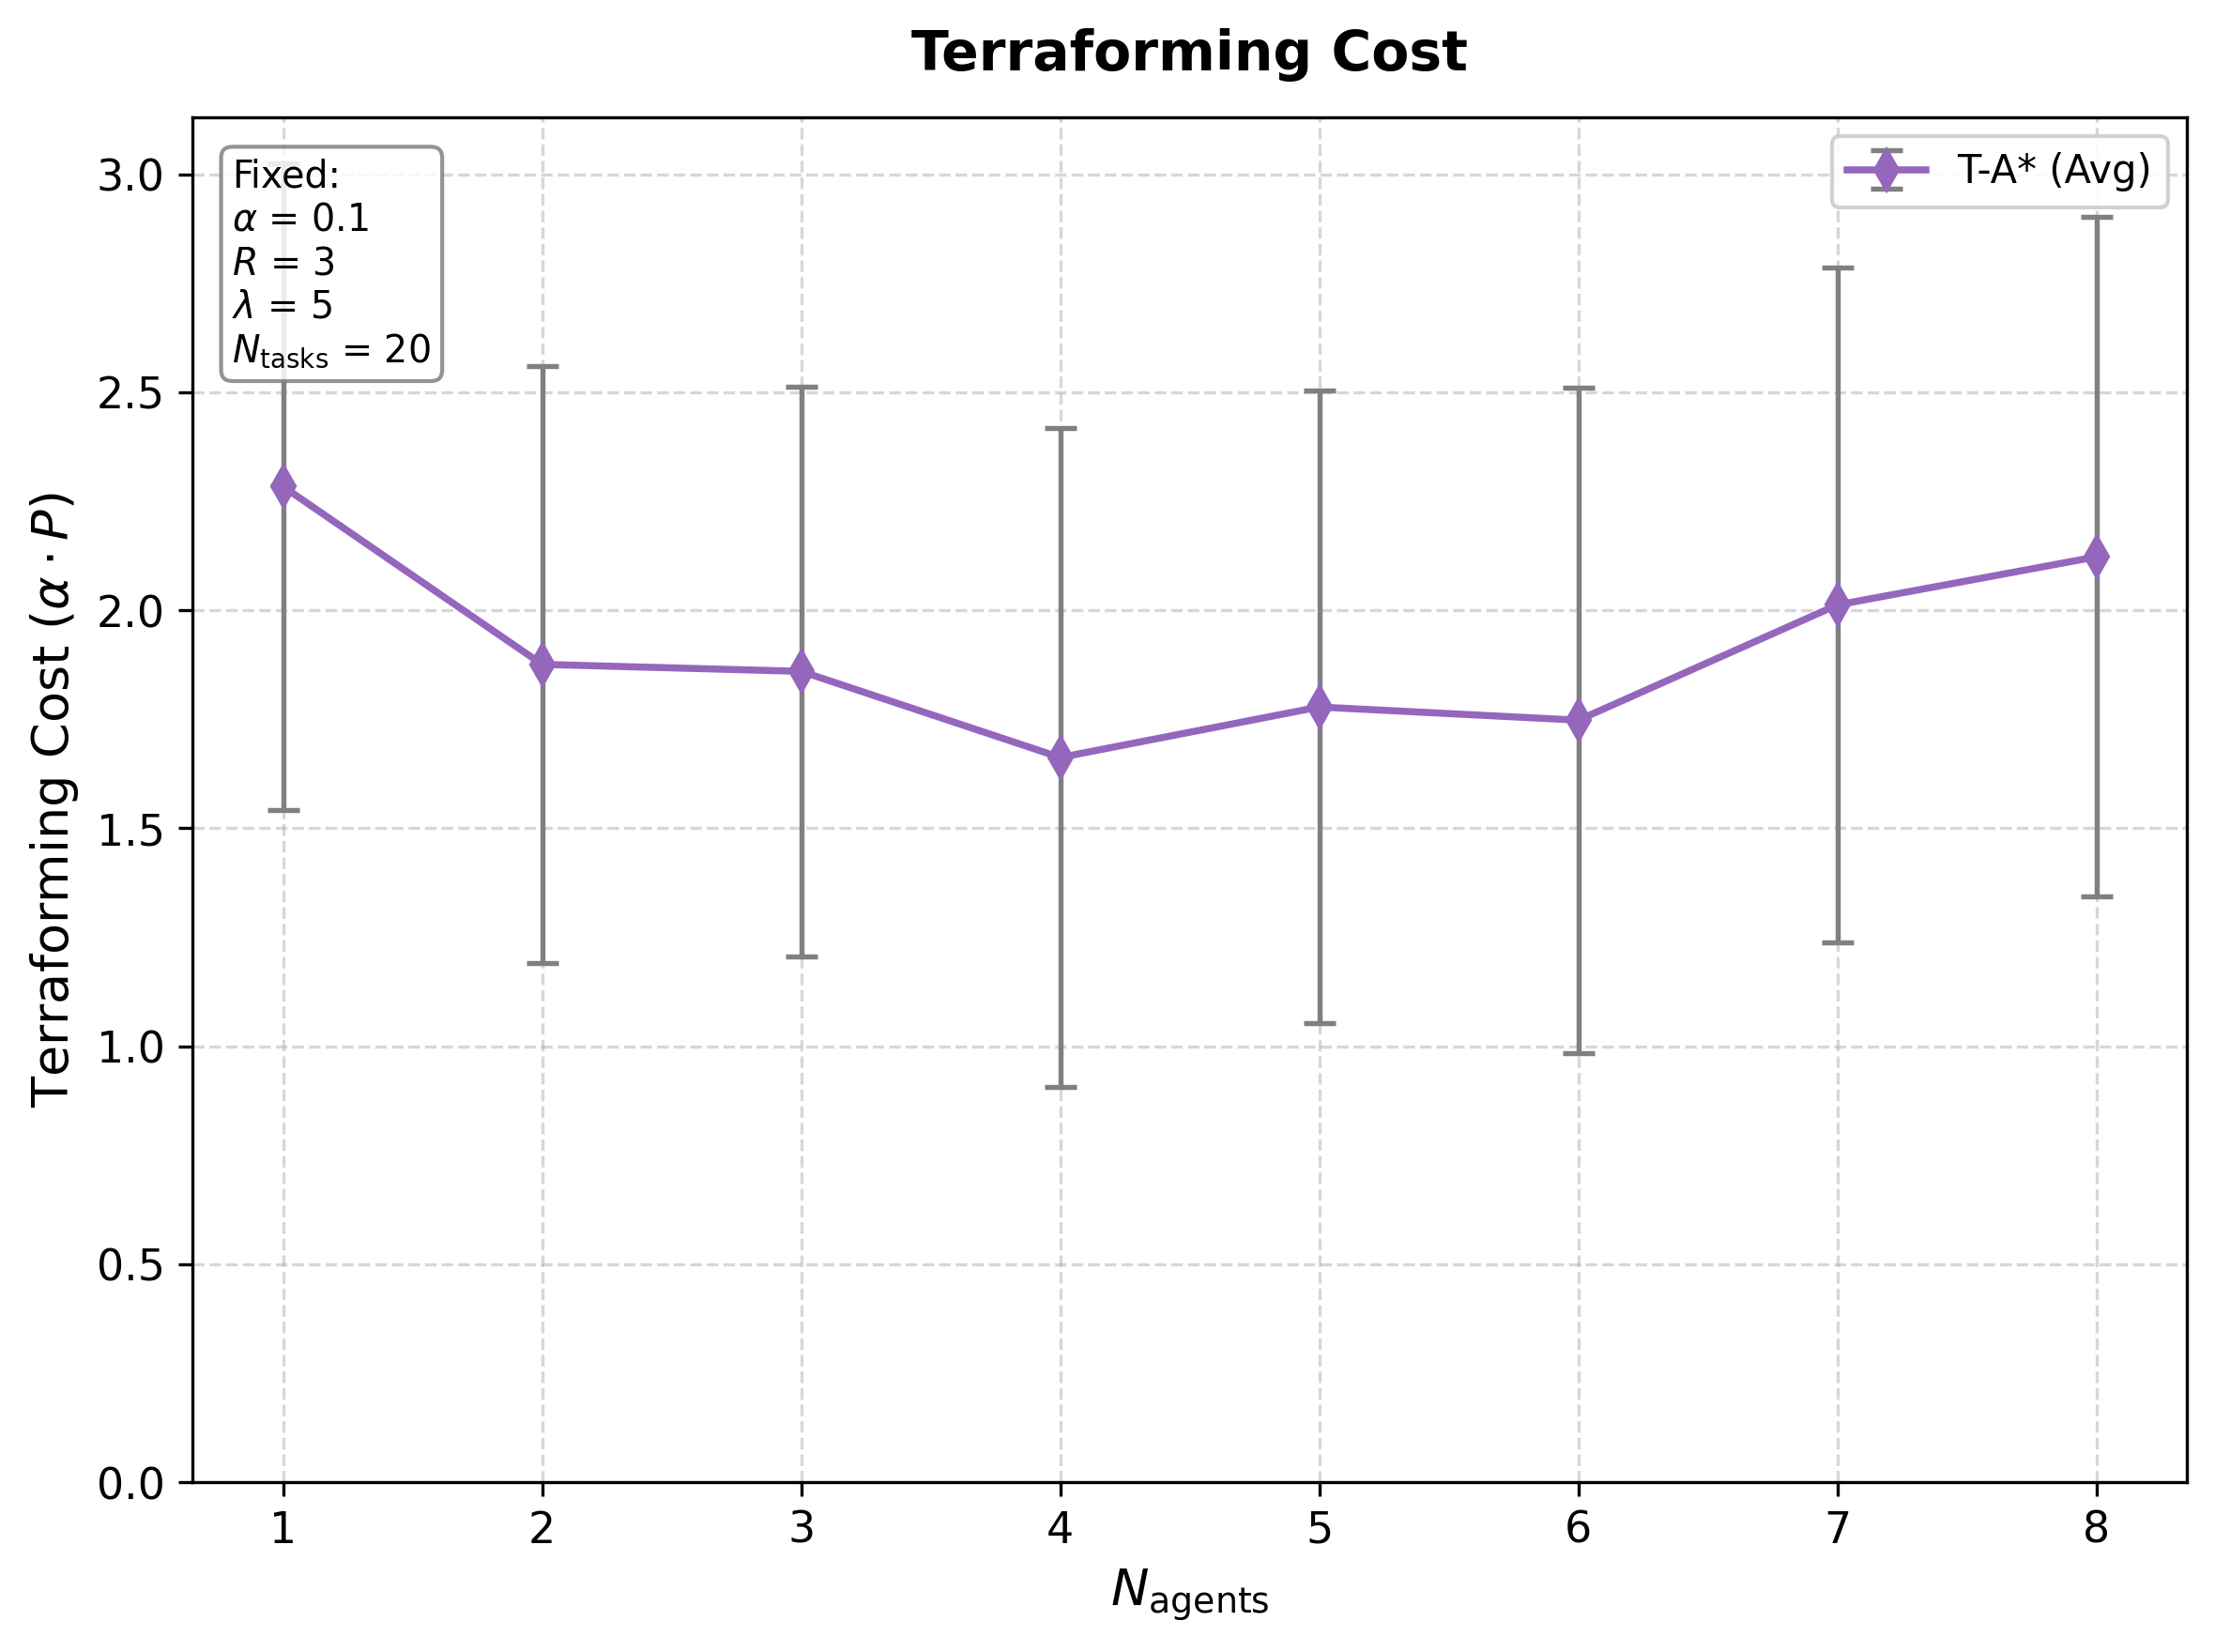 Terraforming Cost
Fixed:
α = 0.1
R = 3
λ = 5
N_tasks = 20
T-A* (Avg)
Terraforming Cost (α · P)
3.0
2.5
2.0
1.5
1.0
0.5
0.0
1 2 3 4 5 6 7 8
N_agents